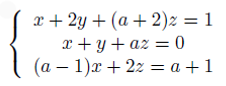 x + 2y + (a + 2)z = 1
x + y + az = 0
(a − 1)x + 2z = a + 1